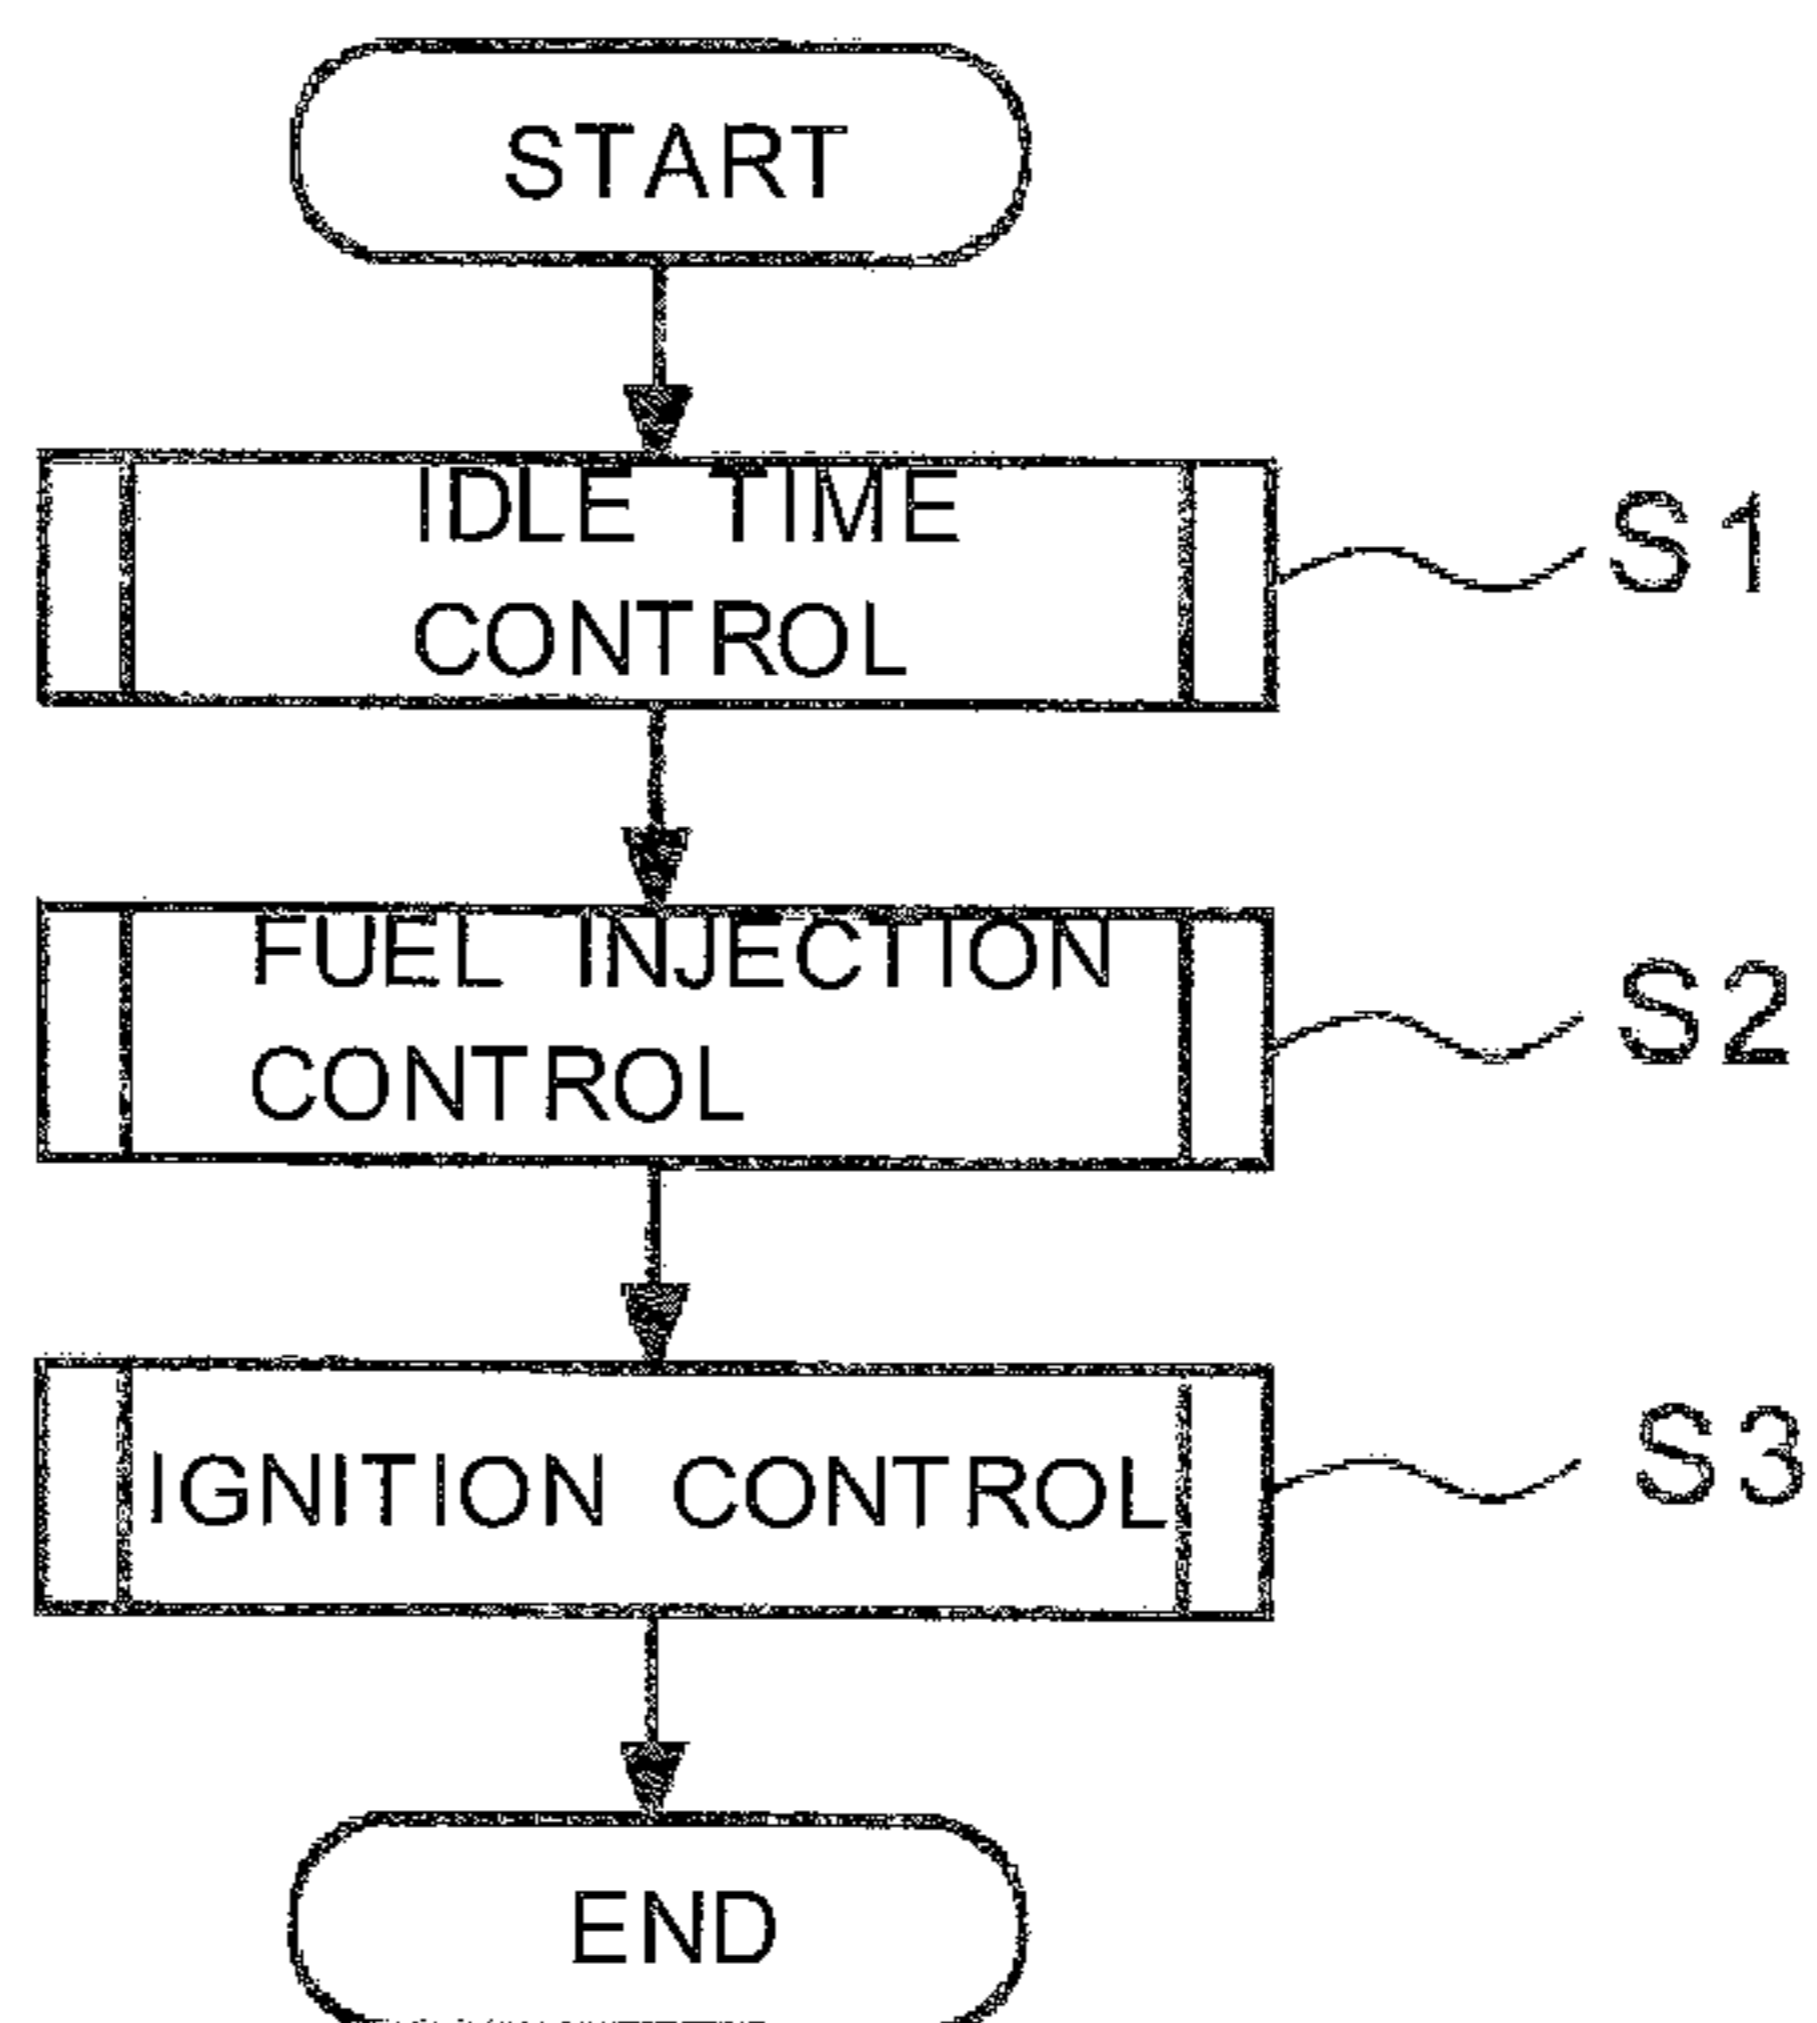 START
IDLE TIME
CONTROL
S1
FUEL INJECTION
CONTROL
S2
IGNITION CONTROL
S3
END